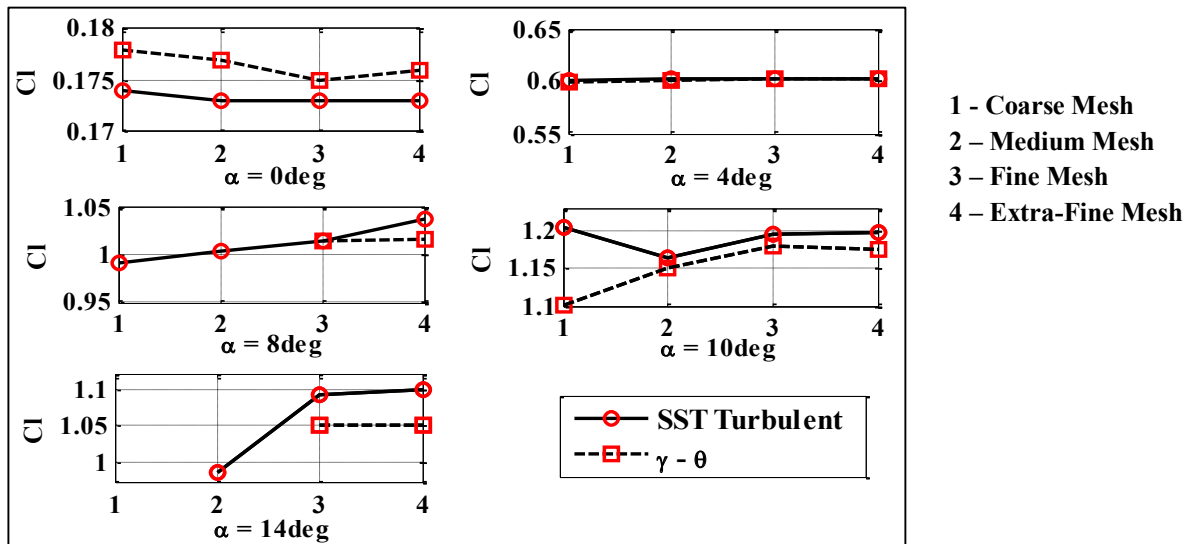 0.18
0.175
0.17
Cl
1 2 3 4
α = 0deg
0.65
0.6
0.55
Cl
1 2 3 4
α = 4deg
1.05
1
0.95
Cl
1 2 3 4
α = 8deg
1.2
1.15
1.1
Cl
1 2 3 4
α = 10deg
1.1
1.05
1
Cl
1 2 3 4
α = 14deg
SST Turbulent
γ - θ
1 - Coarse Mesh
2 – Medium Mesh
3 – Fine Mesh
4 – Extra-Fine Mesh